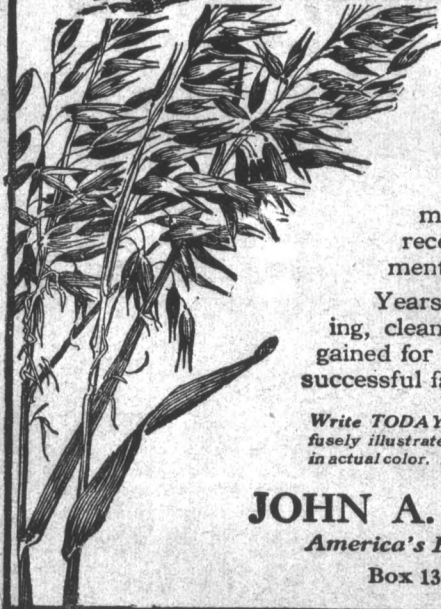 m
rece
ment
Years
ing, clean
gained for
successful fa
Write TODAY
fusely illustrate
in actual color.
JOHN A.
America's
Box 13